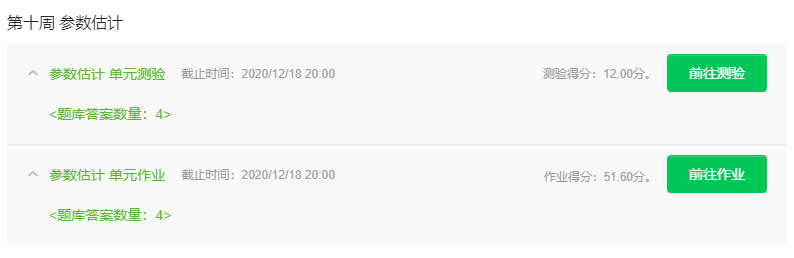 第十周 参数估计
参数估计 单元测验 截止时间：2020/12/18 20:00 测验得分：12.00分。 前往测验
<题库答案数量：4>
参数估计 单元作业 截止时间：2020/12/18 20:00 作业得分：51.60分。 前往作业
<题库答案数量：4>